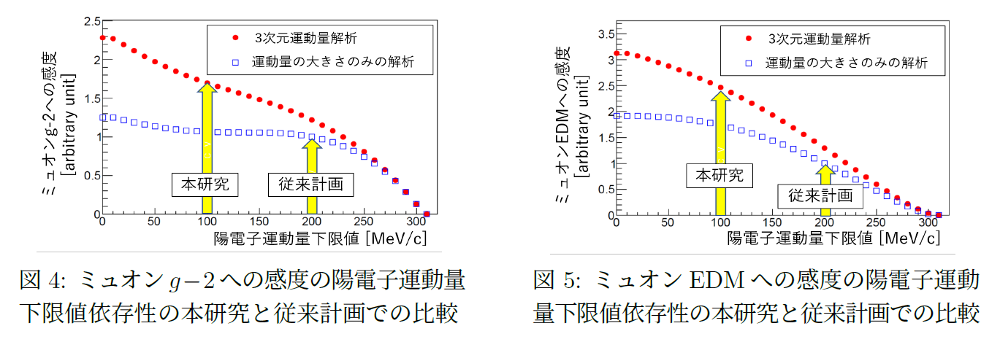 ミュオンg-2への感度
[arbitrary unit]
2.5
2
1.5
1
0.5
0
3次元運動量解析
運動量の大きさのみの解析
本研究
従来計画
0 50 100 150 200 250 300
陽電子運動量下限値 [MeV/c]
図 4: ミュオン g−2 への感度の陽電子運動量
下限値依存性の本研究と従来計画での比較
ミュオンEDMへの感度
[arbitrary unit]
3.5
3
2.5
2
1.5
1
0.5
0
3次元運動量解析
運動量の大きさのみの解析
本研究
従来計画
0 50 100 150 200 250 300
陽電子運動量下限値 [MeV/c]
図 5: ミュオン EDM への感度の陽電子運動
量下限値依存性の本研究と従来計画での比較